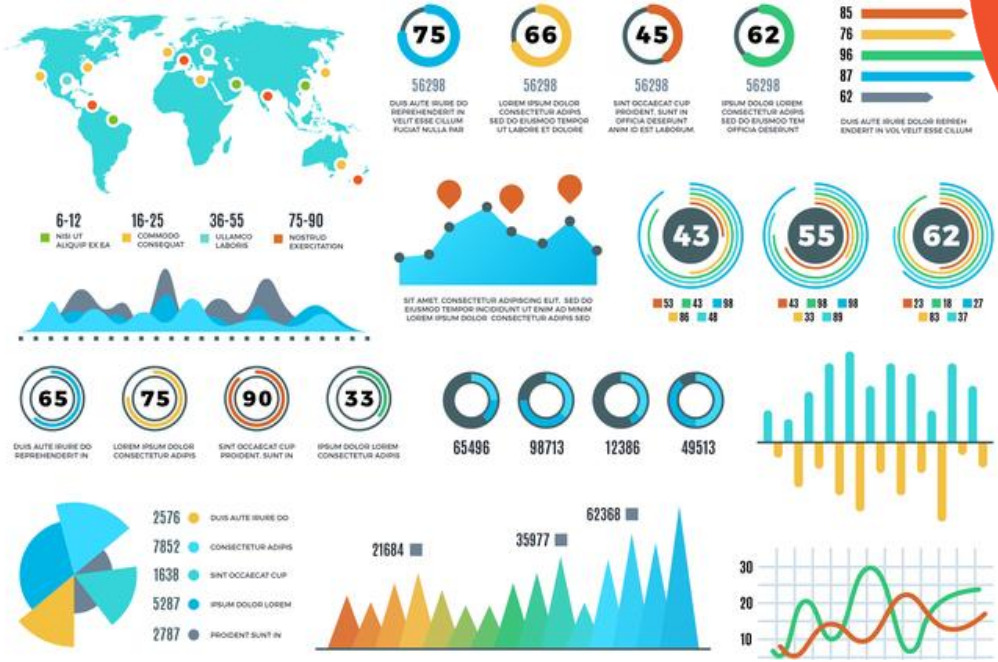 75
66
45
62
56298
56298
56298
56298
DUIS AUTE IRURE DO
REPREHENDERIT IN
VELIT ESSE CILLUM
FUGIAT NULLA PAR
LOREM IPSUM DOLOR
CONSECTETUR ADIPIS
SED DO EIUSMOD TEMPOR
UT LABORE ET DOLORE
SINT OCCAECAT CUP
PROIDENT, SUNT IN
OFFICIA DESERUNT
ANIM ID EST LABORUM.
IPSUM DOLOR LOREM
CONSECTETUR ADIPIS
SED DO EIUSMOD TEM
OFFICIA DESERUNT
85
76
96
87
62
DUIS AUTE IRURE DOLOR REPREH
ENDERIT IN VOL VELIT ESSE CILLUM
6-12
NISI UT
ALIQUIP EX EA
16-25
COMMODO
CONSEQUAT
36-55
ULLAMCO
LABORIS
75-90
NOSTRUD
EXERCITATION
SIT AMET, CONSECTETUR ADIPISCING ELIT, SED DO
EIUSMOD TEMPOR INCIDIDUNT UT ENIM AD MINIM
LOREM IPSUM DOLOR CONSECTETUR ADIPIS SED
43
53 43 98
86 48
55
43 98 98
33 89
62
23 18 27
83 37
65
DUIS AUTE IRURE DO
REPREHENDERIT IN
75
LOREM IPSUM DOLOR
CONSECTETUR ADIPIS
90
SINT OCCAECAT CUP
PROIDENT, SUNT IN
33
IPSUM DOLOR LOREM
CONSECTETUR ADIPIS
65496
98713
12386
49513
2576 DUIS AUTE IRURE DO
7852 CONSECTETUR ADIPIS
1638 SINT OCCAECAT CUP
5287 IPSUM DOLOR LOREM
2787 PROIDENT SUNT IN
21684
35977
62368
30
20
10